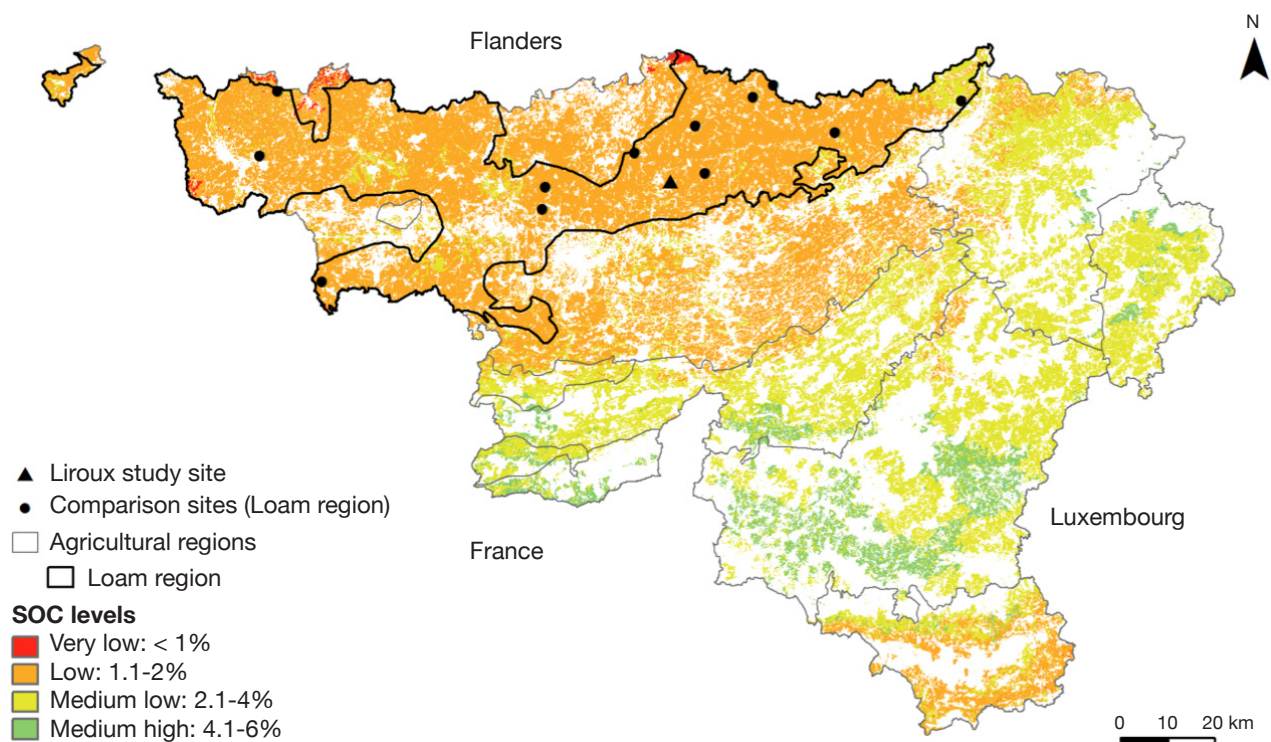 Flanders
N
Liroux study site
Comparison sites (Loam region)
Agricultural regions
Loam region
France
Luxembourg
SOC levels
Very low: < 1%
Low: 1.1-2%
Medium low: 2.1-4%
Medium high: 4.1-6%
0 10 20 km